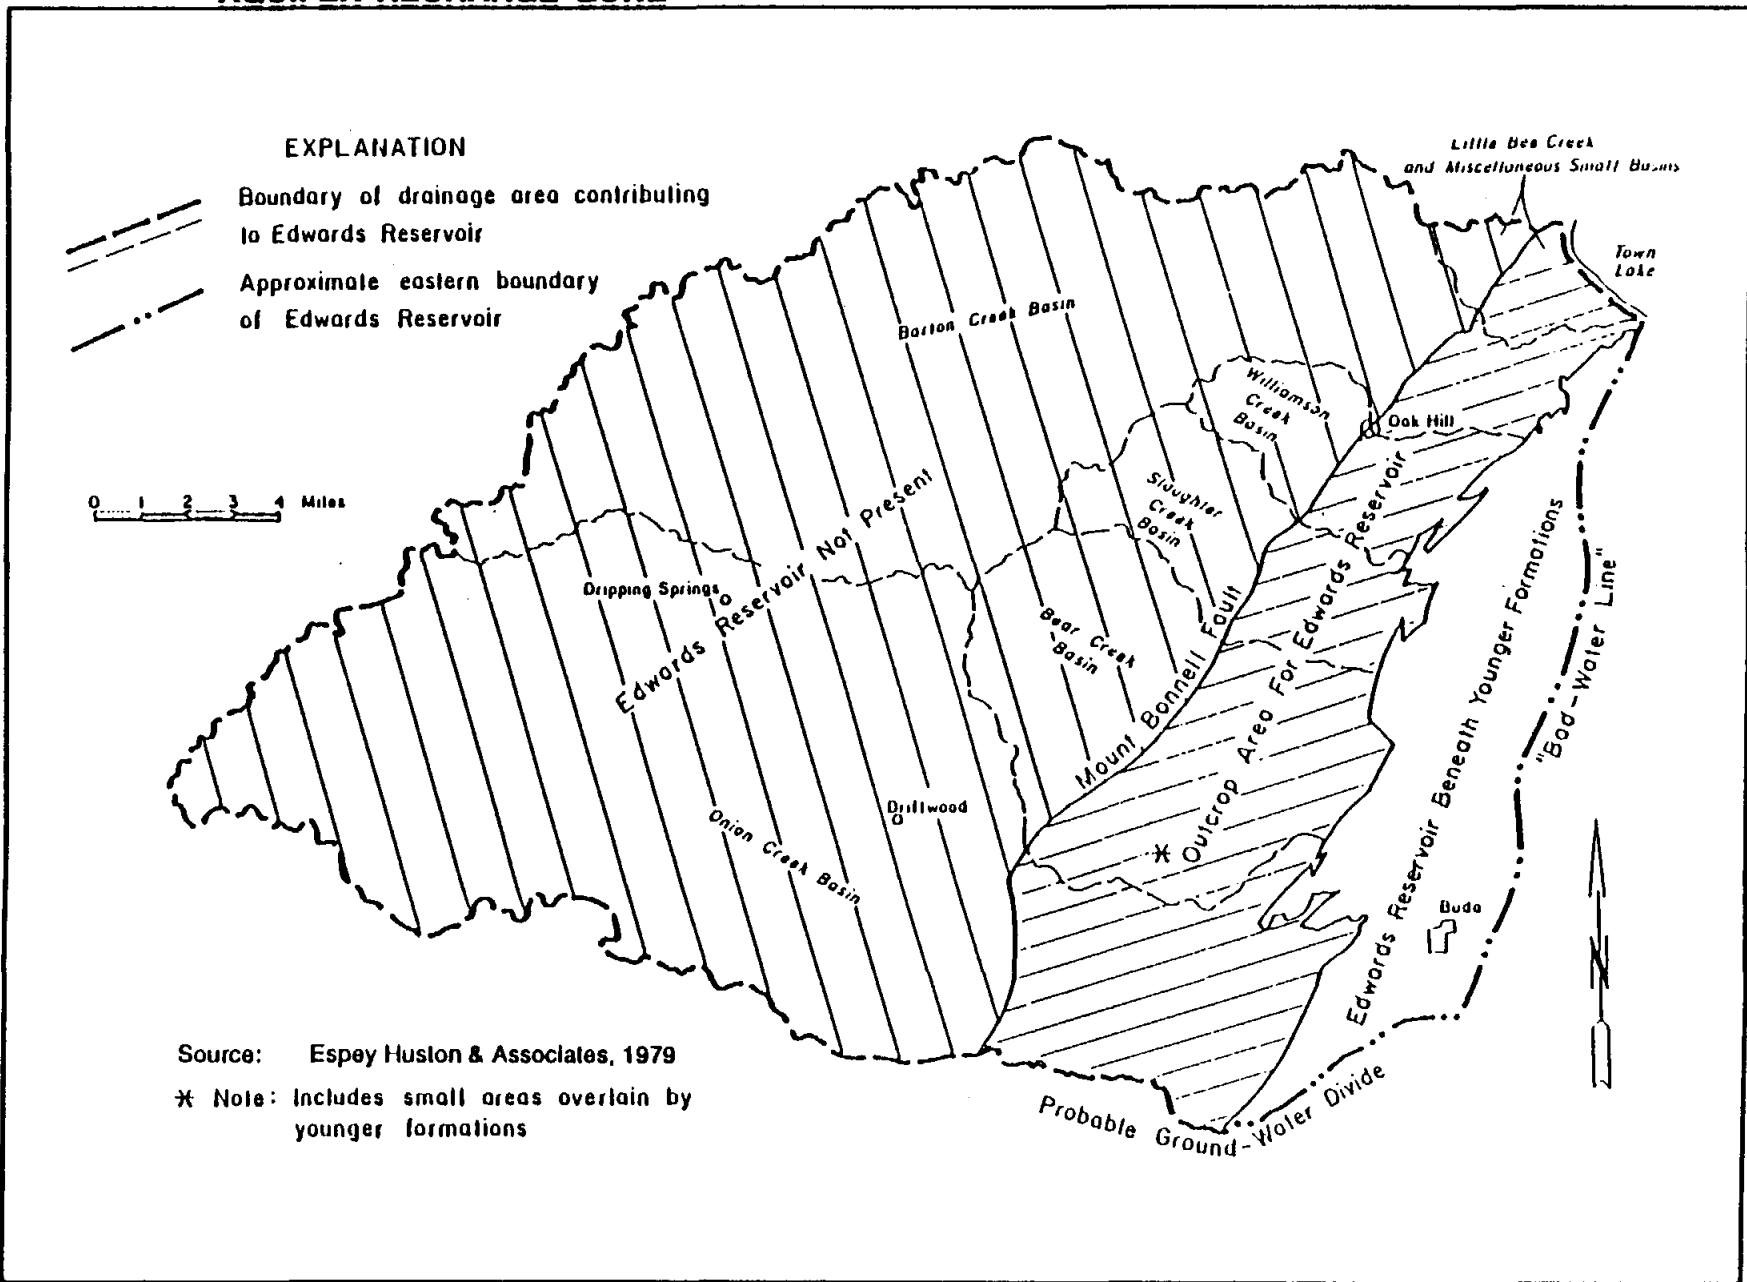 EXPLANATION
Boundary of drainage area contributing
to Edwards Reservoir
Approximate eastern boundary
of Edwards Reservoir
0 1 2 3 4 Miles
Little Bee Creek
and Miscellaneous Small Basins
Town
Lake
Barton Creek Basin
Williamson
Creek
Basin
Oak Hill
Slaughter
Creek
Basin
Edwards Reservoir Not Present
Dripping Springs
Bear Creek
Basin
Mount Bonnell Fault
* Outcrop Area For Edwards Reservoir
Edwards Reservoir Beneath Younger Formations
"Bad-Water Line"
Driftwood
Onion Creek Basin
Buda
N
Probable Ground-Water Divide
Source: Espey Huston & Associates, 1979
* Note: Includes small areas overlain by
younger formations